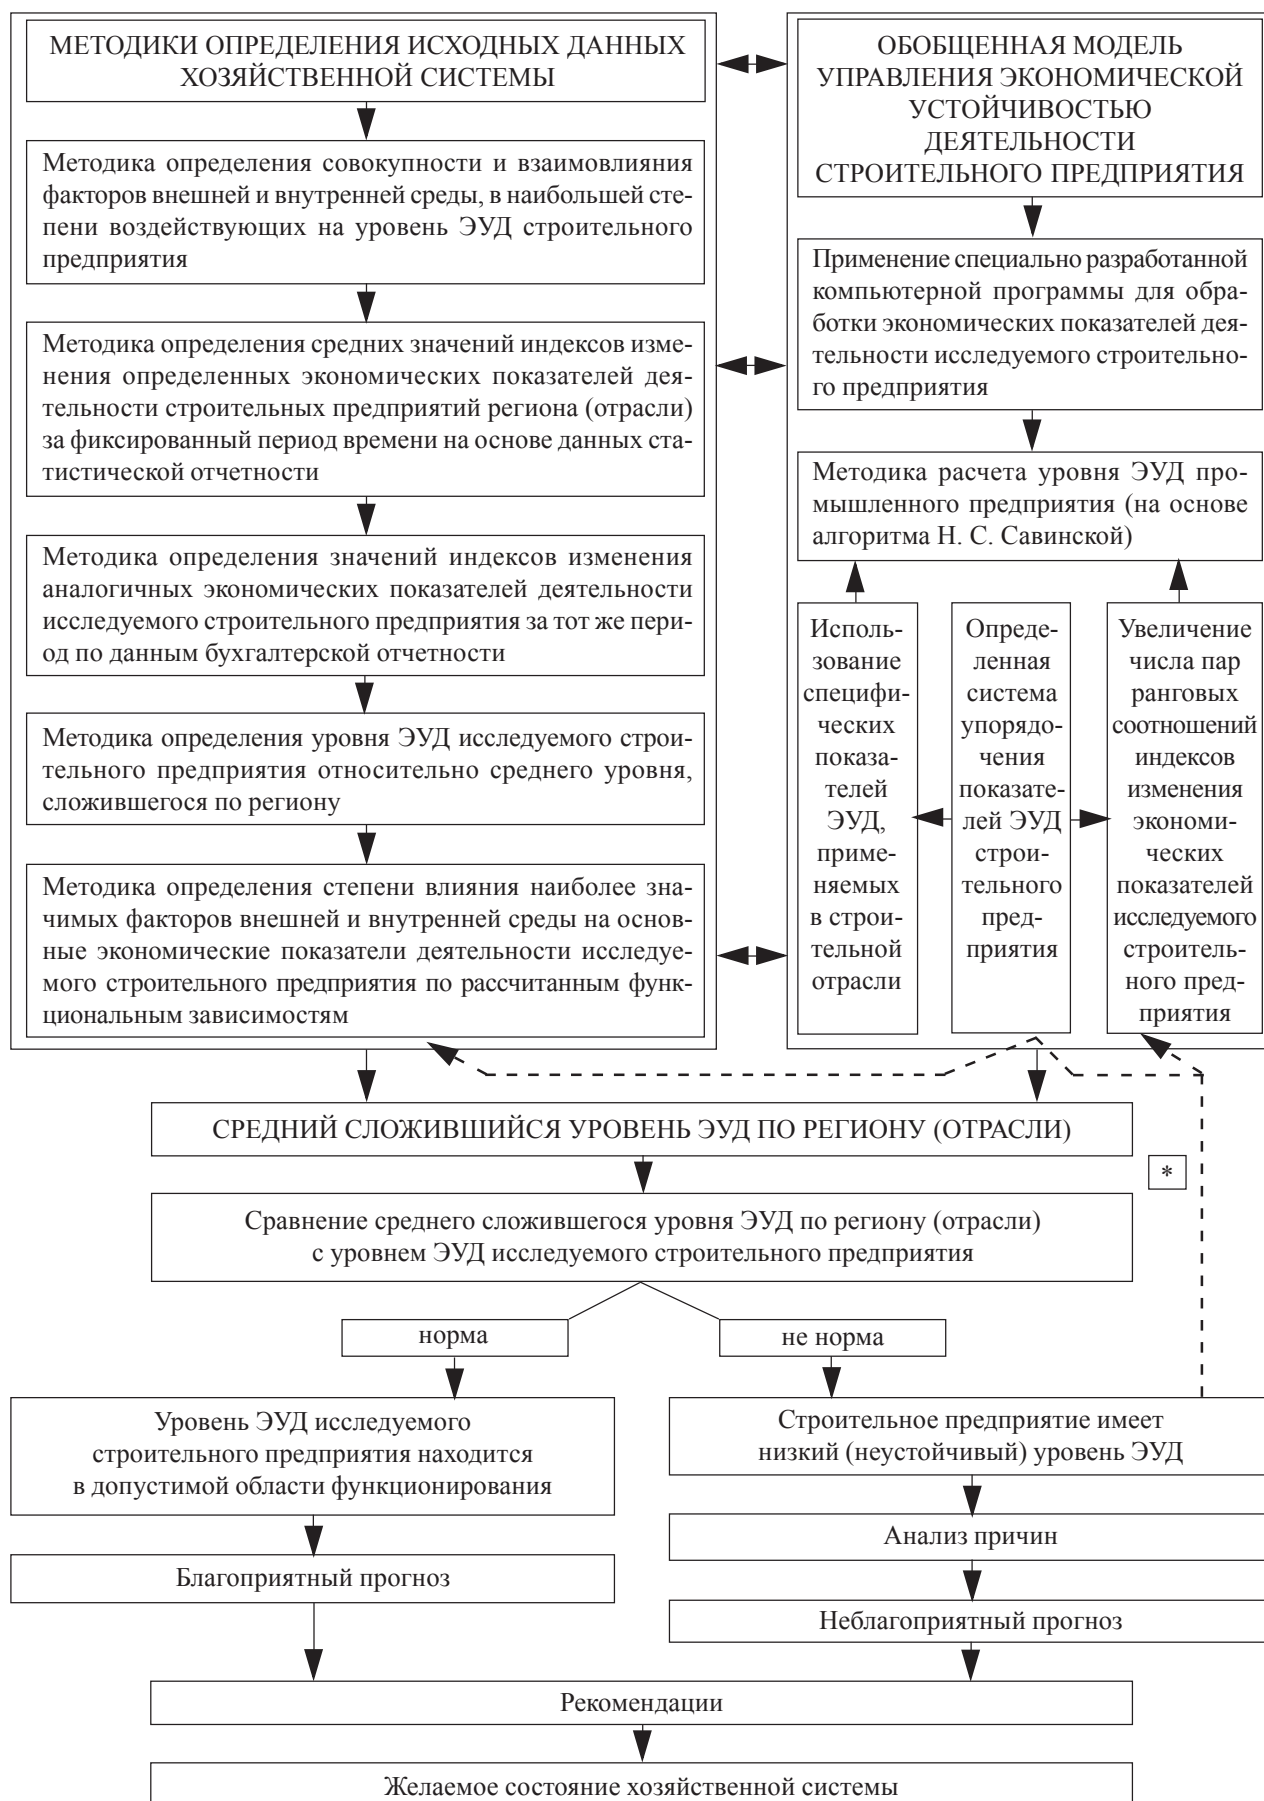 МЕТОДИКИ ОПРЕДЕЛЕНИЯ ИСХОДНЫХ ДАННЫХ
ХОЗЯЙСТВЕННОЙ СИСТЕМЫ
Методика определения совокупности и взаимовлияния
факторов внешней и внутренней среды, в наибольшей сте-
пени воздействующих на уровень ЭУД строительного
предприятия
Методика определения средних значений индексов изме-
нения определенных экономических показателей дея-
тельности строительных предприятий региона (отрасли)
за фиксированный период времени на основе данных ста-
тистической отчетности
Методика определения значений индексов изменения
аналогичных экономических показателей деятельности
исследуемого строительного предприятия за тот же пери-
од по данным бухгалтерской отчетности
Методика определения уровня ЭУД исследуемого строи-
тельного предприятия относительно среднего уровня,
сложившегося по региону
Методика определения степени влияния наиболее зна-
чимых факторов внешней и внутренней среды на основ-
ные экономические показатели деятельности исследуе-
мого строительного предприятия по рассчитанным функ-
циональным зависимостям
ОБОБЩЕННАЯ МОДЕЛЬ
УПРАВЛЕНИЯ ЭКОНОМИЧЕСКОЙ
УСТОЙЧИВОСТЬЮ
ДЕЯТЕЛЬНОСТИ
СТРОИТЕЛЬНОГО ПРЕДПРИЯТИЯ
Применение специально разработанной
компьютерной программы для обра-
ботки экономических показателей дея-
тельности исследуемого строительно-
го предприятия
Методика расчета уровня ЭУД про-
мышленного предприятия (на основе
алгоритма Н. С. Савинской)
Исполь-
зование
специфи-
ческих
показа-
телей
ЭУД,
приме-
няемых
в строи-
тельной
отрасли
Опреде-
ленная
система
упорядо-
чения
показате-
лей ЭУД
строи-
тельного
пред-
приятия
Увеличение
числа пар
ранговых
соотношений
индексов
изменения
экономи-
ческих
показателей
исследуемого
строитель-
ного пред-
приятия
СРЕДНИЙ СЛОЖИВШИЙСЯ УРОВЕНЬ ЭУД ПО РЕГИОНУ (ОТРАСЛИ)
*
Сравнение среднего сложившегося уровня ЭУД по региону (отрасли)
с уровнем ЭУД исследуемого строительного предприятия
норма
не норма
Уровень ЭУД исследуемого
строительного предприятия находится
в допустимой области функционирования
Строительное предприятие имеет
низкий (неустойчивый) уровень ЭУД
Анализ причин
Благоприятный прогноз
Неблагоприятный прогноз
Рекомендации
Желаемое состояние хозяйственной системы